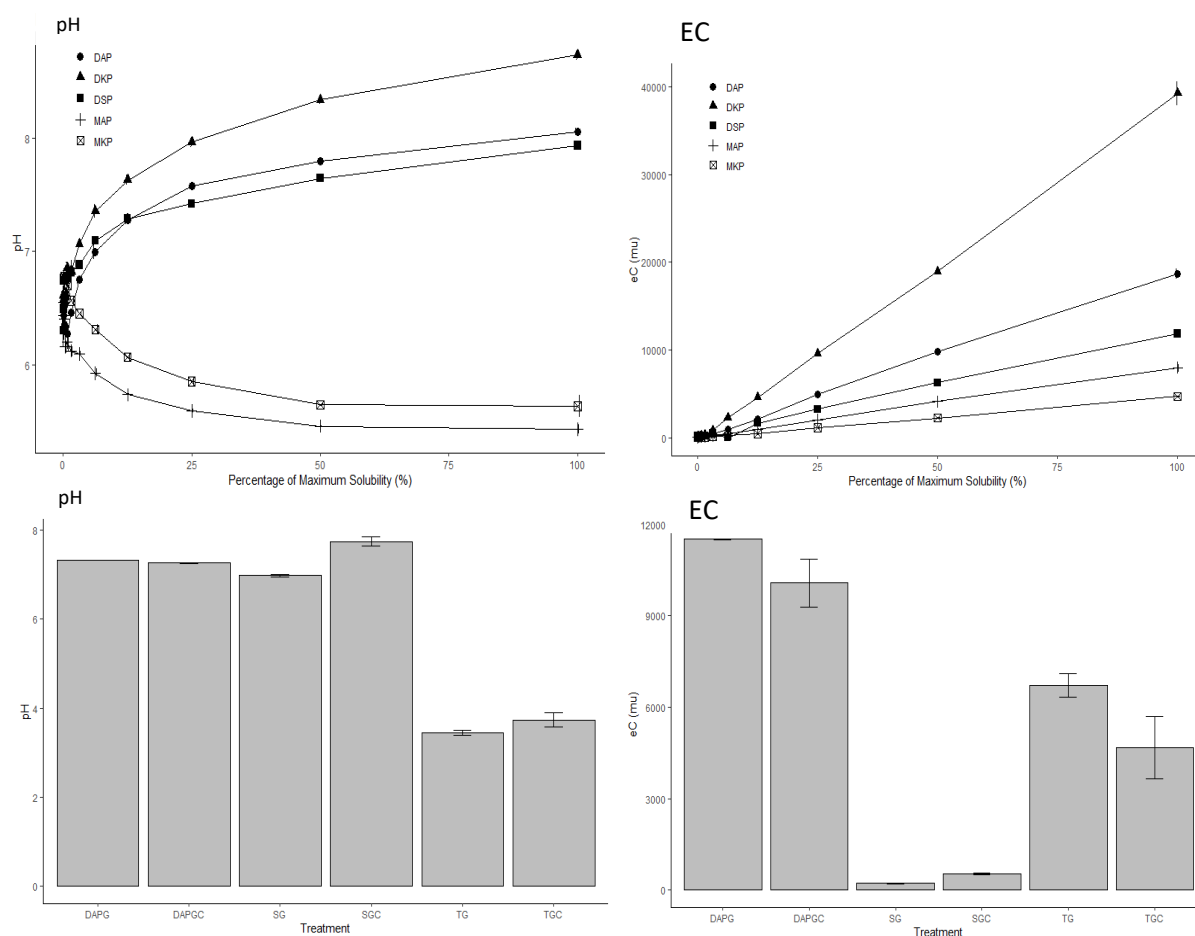 pH
DAP
DKP
DSP
MAP
MKP
8
7
6
pH
0
25
50
75
100
Percentage of Maximum Solubility (%)
EC
DAP
DKP
DSP
MAP
MKP
40000
30000
20000
10000
0
eC (mu)
0
25
50
75
100
Percentage of Maximum Solubility (%)
pH
8
6
4
2
0
pH
DAPG
DAPGC
SG
SGC
TG
TGC
Treatment
EC
12000
9000
6000
3000
0
eC (mu)
DAPG
DAPGC
SG
SGC
TG
TGC
Treatment